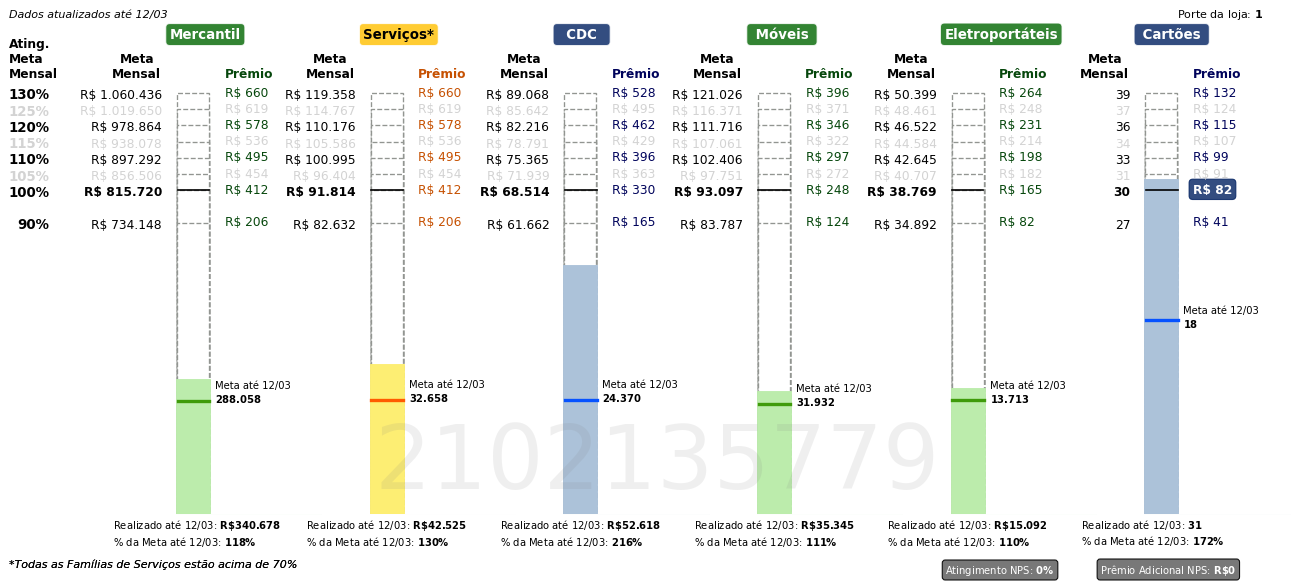 Dados atualizados até 12/03
Porte da loja: 1
Mercantil Serviços* CDC Móveis Eletroportáteis Cartões
Ating. Meta Mensal
Meta Mensal Prêmio Meta Mensal Prêmio Meta Mensal Prêmio Meta Mensal Prêmio Meta Mensal Prêmio Meta Mensal Prêmio
130% R$ 1.060.436 R$ 660 R$ 119.358 R$ 660 R$ 89.068 R$ 528 R$ 121.026 R$ 396 R$ 50.399 R$ 264 39 R$ 132
125% R$ 1.019.650 R$ 619 R$ 114.767 R$ 619 R$ 85.642 R$ 495 R$ 116.371 R$ 371 R$ 48.461 R$ 248 37 R$ 124
120% R$ 978.864 R$ 578 R$ 110.176 R$ 578 R$ 82.216 R$ 462 R$ 111.716 R$ 346 R$ 46.522 R$ 231 36 R$ 115
115% R$ 938.078 R$ 536 R$ 105.586 R$ 536 R$ 78.791 R$ 429 R$ 107.061 R$ 322 R$ 44.584 R$ 214 34 R$ 107
110% R$ 897.292 R$ 495 R$ 100.995 R$ 495 R$ 75.365 R$ 396 R$ 102.406 R$ 297 R$ 42.645 R$ 198 33 R$ 99
105% R$ 856.506 R$ 454 R$ 96.404 R$ 454 R$ 71.939 R$ 363 R$ 97.751 R$ 272 R$ 40.707 R$ 182 31 R$ 91
100% R$ 815.720 R$ 412 R$ 91.814 R$ 412 R$ 68.514 R$ 330 R$ 93.097 R$ 248 R$ 38.769 R$ 165 30 R$ 82
90% R$ 734.148 R$ 206 R$ 82.632 R$ 206 R$ 61.662 R$ 165 R$ 83.787 R$ 124 R$ 34.892 R$ 82 27 R$ 41
Meta até 12/03
18
Meta até 12/03 Meta até 12/03 Meta até 12/03 Meta até 12/03 Meta até 12/03
288.058 32.658 24.370 31.932 13.713
2102135779
Realizado até 12/03: R$340.678 Realizado até 12/03: R$42.525 Realizado até 12/03: R$52.618 Realizado até 12/03: R$35.345 Realizado até 12/03: R$15.092 Realizado até 12/03: 31
% da Meta até 12/03: 118% % da Meta até 12/03: 130% % da Meta até 12/03: 216% % da Meta até 12/03: 111% % da Meta até 12/03: 110% % da Meta até 12/03: 172%
*Todas as Famílias de Serviços estão acima de 70%
Atingimento NPS: 0% Prêmio Adicional NPS: R$0